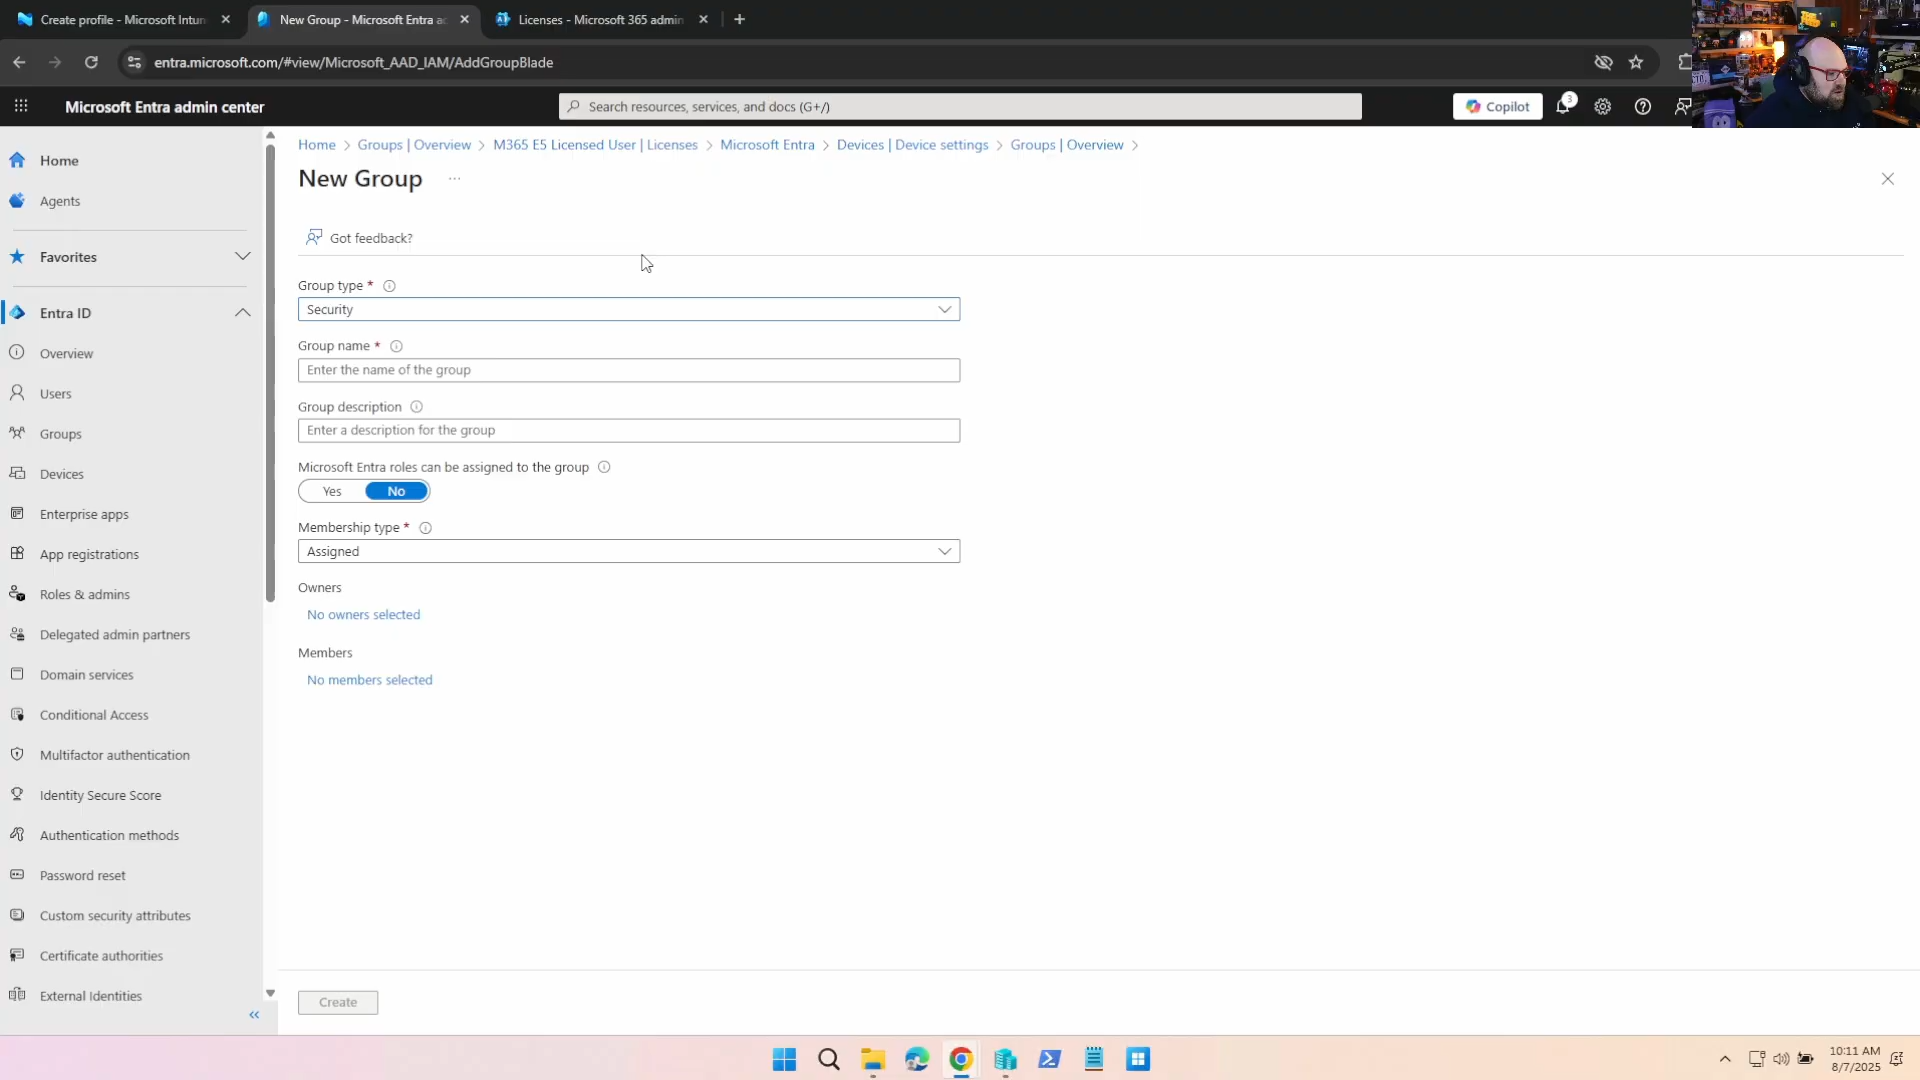 Create profile - Microsoft Intun
New Group - Microsoft Entra ad
Licenses - Microsoft 365 admin
entra.microsoft.com/#view/Microsoft_AAD_IAM/AddGroupBlade
Microsoft Entra admin center
Search resources, services, and docs (G+/)
Copilot
3
Home
Agents
Favorites
Entra ID
Overview
Users
Groups
Devices
Enterprise apps
App registrations
Roles & admins
Delegated admin partners
Domain services
Conditional Access
Multifactor authentication
Identity Secure Score
Authentication methods
Password reset
Custom security attributes
Certificate authorities
External Identities
Home > Groups | Overview > M365 E5 Licensed User | Licenses > Microsoft Entra > Devices | Device settings > Groups | Overview >
New Group ...
Got feedback?
Group type *
Security
Group name *
Enter the name of the group
Group description
Enter a description for the group
Microsoft Entra roles can be assigned to the group
Yes No
Membership type *
Assigned
Owners
No owners selected
Members
No members selected
Create
10:11 AM
8/7/2025